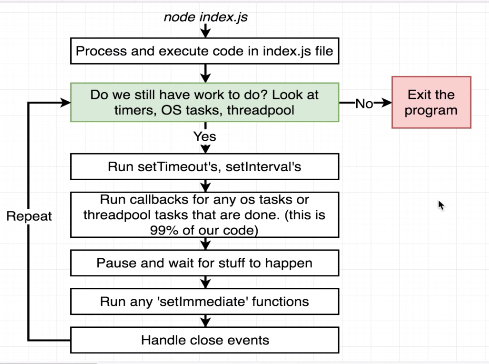 node index.js
Process and execute code in index.js file
Do we still have work to do? Look at
timers, OS tasks, threadpool
No
Exit the
program
Yes
Run setTimeout's, setInterval's
Run callbacks for any os tasks or
threadpool tasks that are done. (this is
99% of our code)
Repeat
Pause and wait for stuff to happen
Run any 'setImmediate' functions
Handle close events